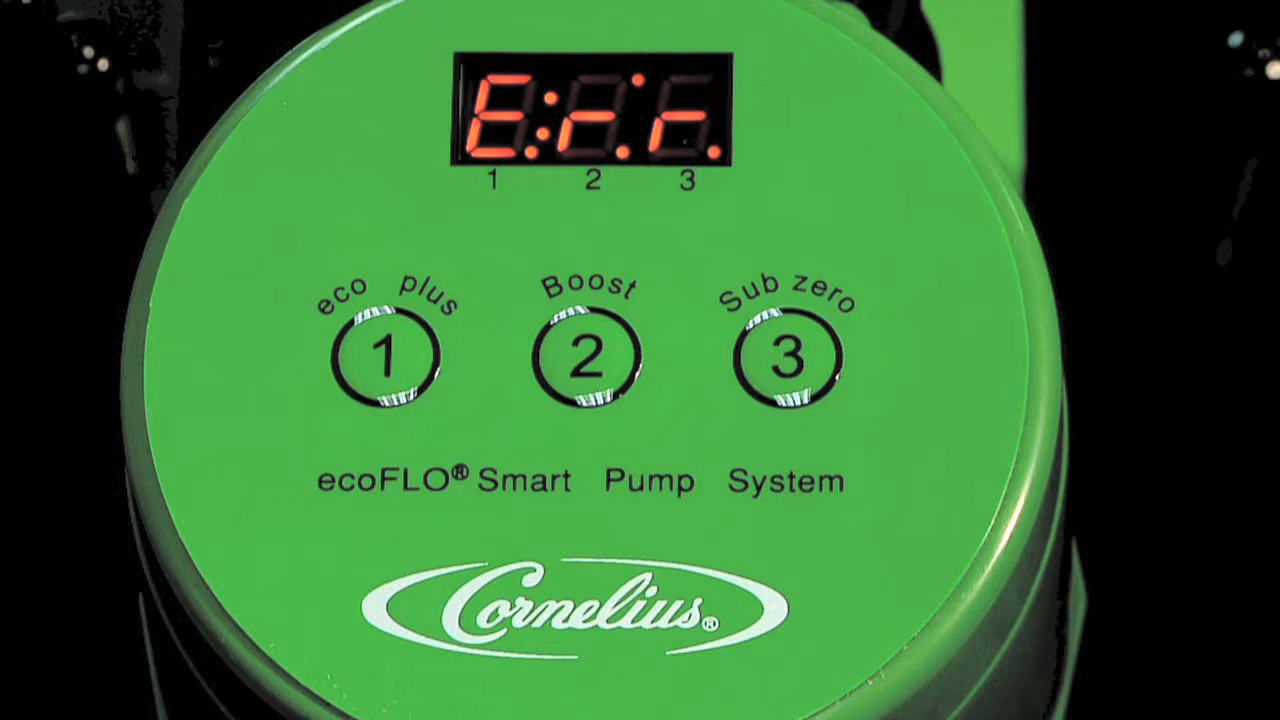 E:r.r.
1 2 3
eco plus Boost Sub zero
1 2 3
ecoFLO® Smart Pump System
Cornelius®